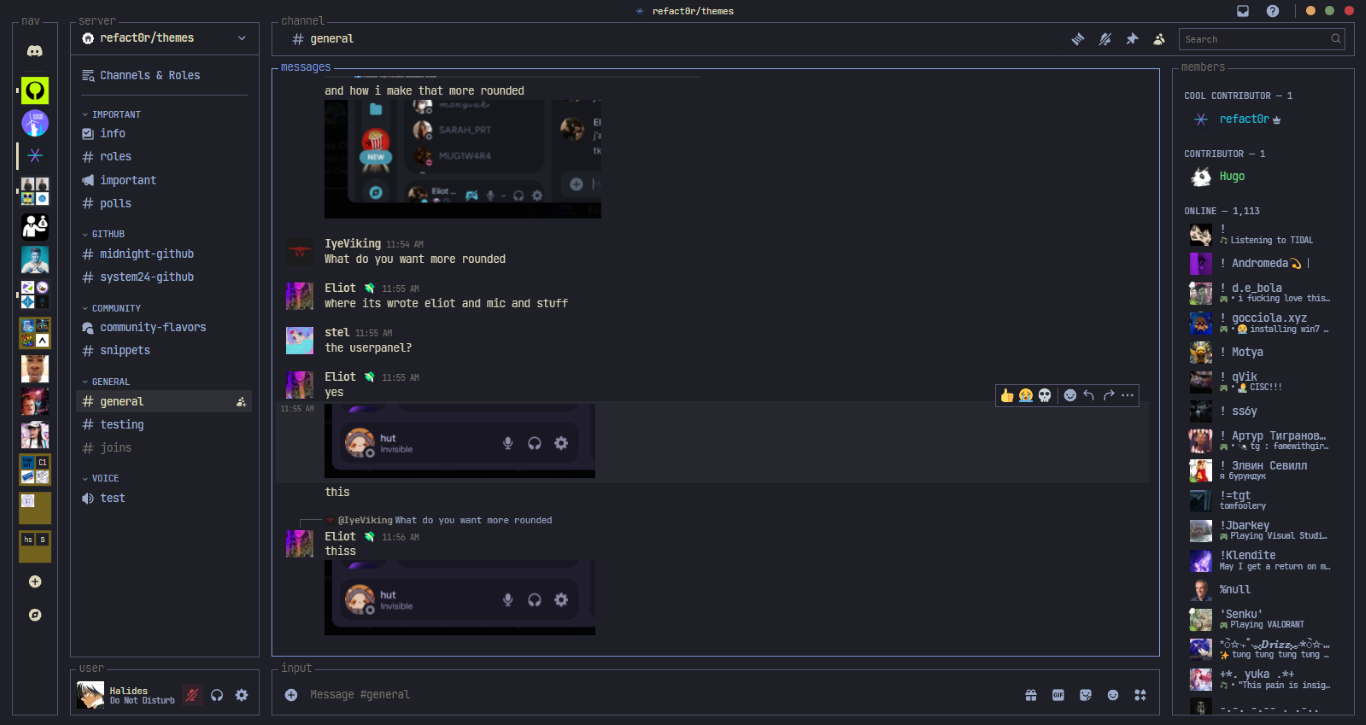 nav
server
channel
refact0r/themes
refact0r/themes
# general
Search
Channels & Roles
IMPORTANT
info
# roles
important
# polls
GITHUB
# midnight-github
# system24-github
COMMUNITY
community-flavors
# snippets
GENERAL
# general
# testing
# joins
VOICE
test
user
Halides
Do Not Disturb
messages
and how i make that more rounded
SARAH_PRT
MUG1W4R4
NEW
Eliot ...
IyeViking 11:54 AM
What do you want more rounded
Eliot 11:55 AM
where its wrote eliot and mic and stuff
stel 11:55 AM
the userpanel?
Eliot 11:55 AM
yes
11:55 AM
hut
Invisible
this
@IyeViking What do you want more rounded
Eliot 11:56 AM
thiss
hut
Invisible
input
Message #general
GIF
members
COOL CONTRIBUTOR — 1
refact0r
CONTRIBUTOR — 1
Hugo
ONLINE — 1,113
!
Listening to TIDAL
! Andromeda💫 |
! d.e_bola
• i fucking love this…
! gocciola.xyz
• 😭 installing win7 …
! Motya
! qVik
• CISC!!!
! ssбy
! Артур Тигранов…
• tg : famewithgir…
! Элвин Севилл
я бурундук
!=tgt
tomfoolery
!Jbarkey
Playing Visual Studi…
!Klendite
May I get a return on m…
%null
'Senku'
Playing VALORANT
✨ tung tung tung tung …
+*. yuka .*+
• "This pain is insig…